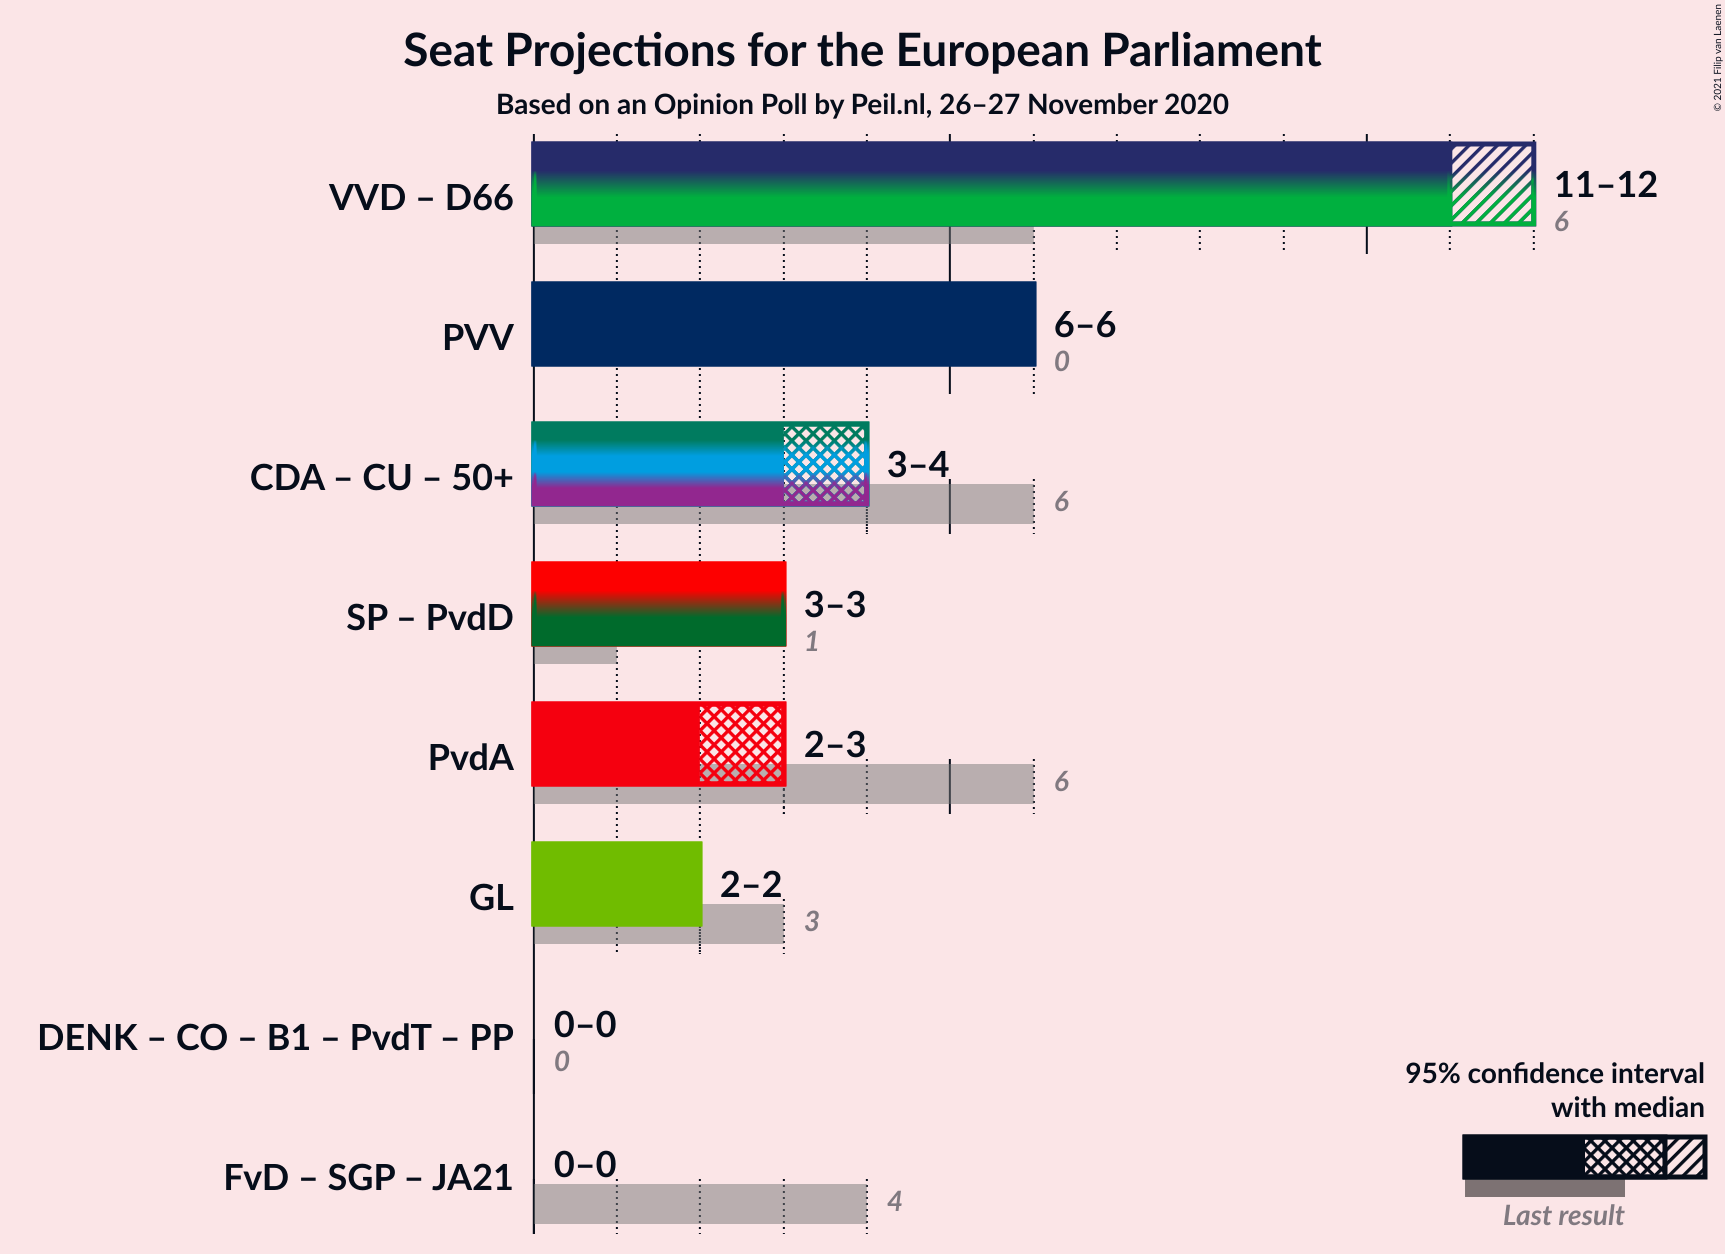 Seat Projections for the European Parliament
Based on an Opinion Poll by Peil.nl, 26–27 November 2020
© 2021 Filip van Laenen
VVD – D66
11–12
6
PVV
6–6
0
CDA – CU – 50+
3–4
6
SP – PvdD
3–3
1
PvdA
2–3
6
GL
2–2
3
DENK – CO – B1 – PvdT – PP
0–0
0
FvD – SGP – JA21
0–0
4
95% confidence interval
with median
Last result